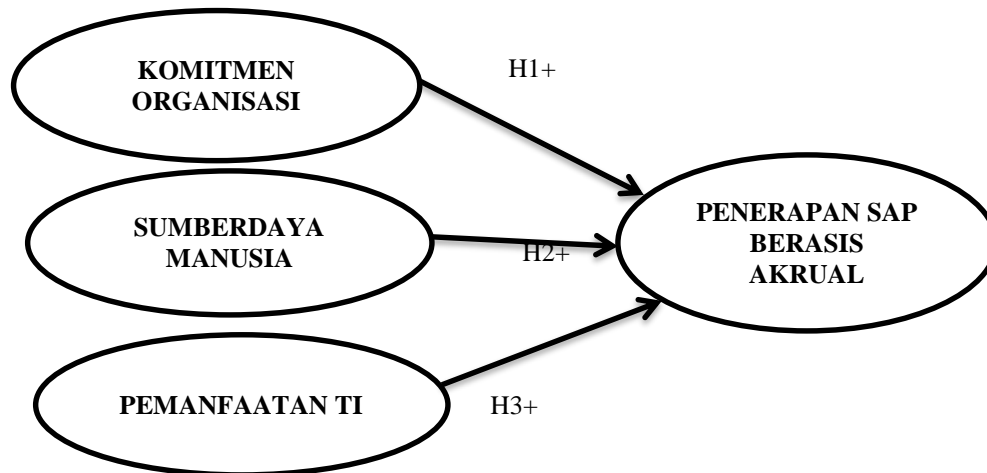 KOMITMEN
ORGANISASI
H1+
SUMBERDAYA
MANUSIA
H2+
PENERAPAN SAP
BERASIS
AKRUAL
PEMANFAATAN TI
H3+